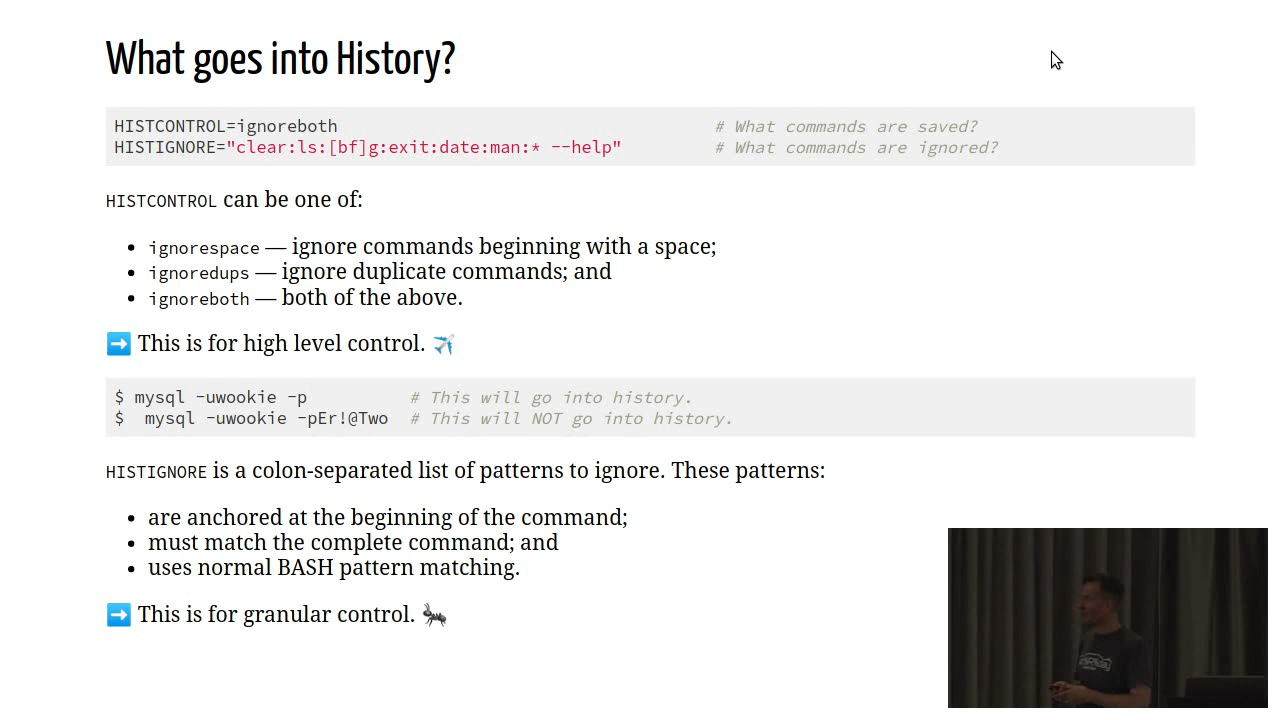 What goes into History?
HISTCONTROL=ignoreboth # What commands are saved?
HISTIGNORE="clear:ls:[bf]g:exit:date:man:* --help" # What commands are ignored?
HISTCONTROL can be one of:
• ignorespace — ignore commands beginning with a space;
• ignoredups — ignore duplicate commands; and
• ignoreboth — both of the above.
➡️ This is for high level control. ✈️
$ mysql -uwookie -p # This will go into history.
$  mysql -uwookie -pEr!@Two # This will NOT go into history.
HISTIGNORE is a colon-separated list of patterns to ignore. These patterns:
• are anchored at the beginning of the command;
• must match the complete command; and
• uses normal BASH pattern matching.
➡️ This is for granular control. 🐜